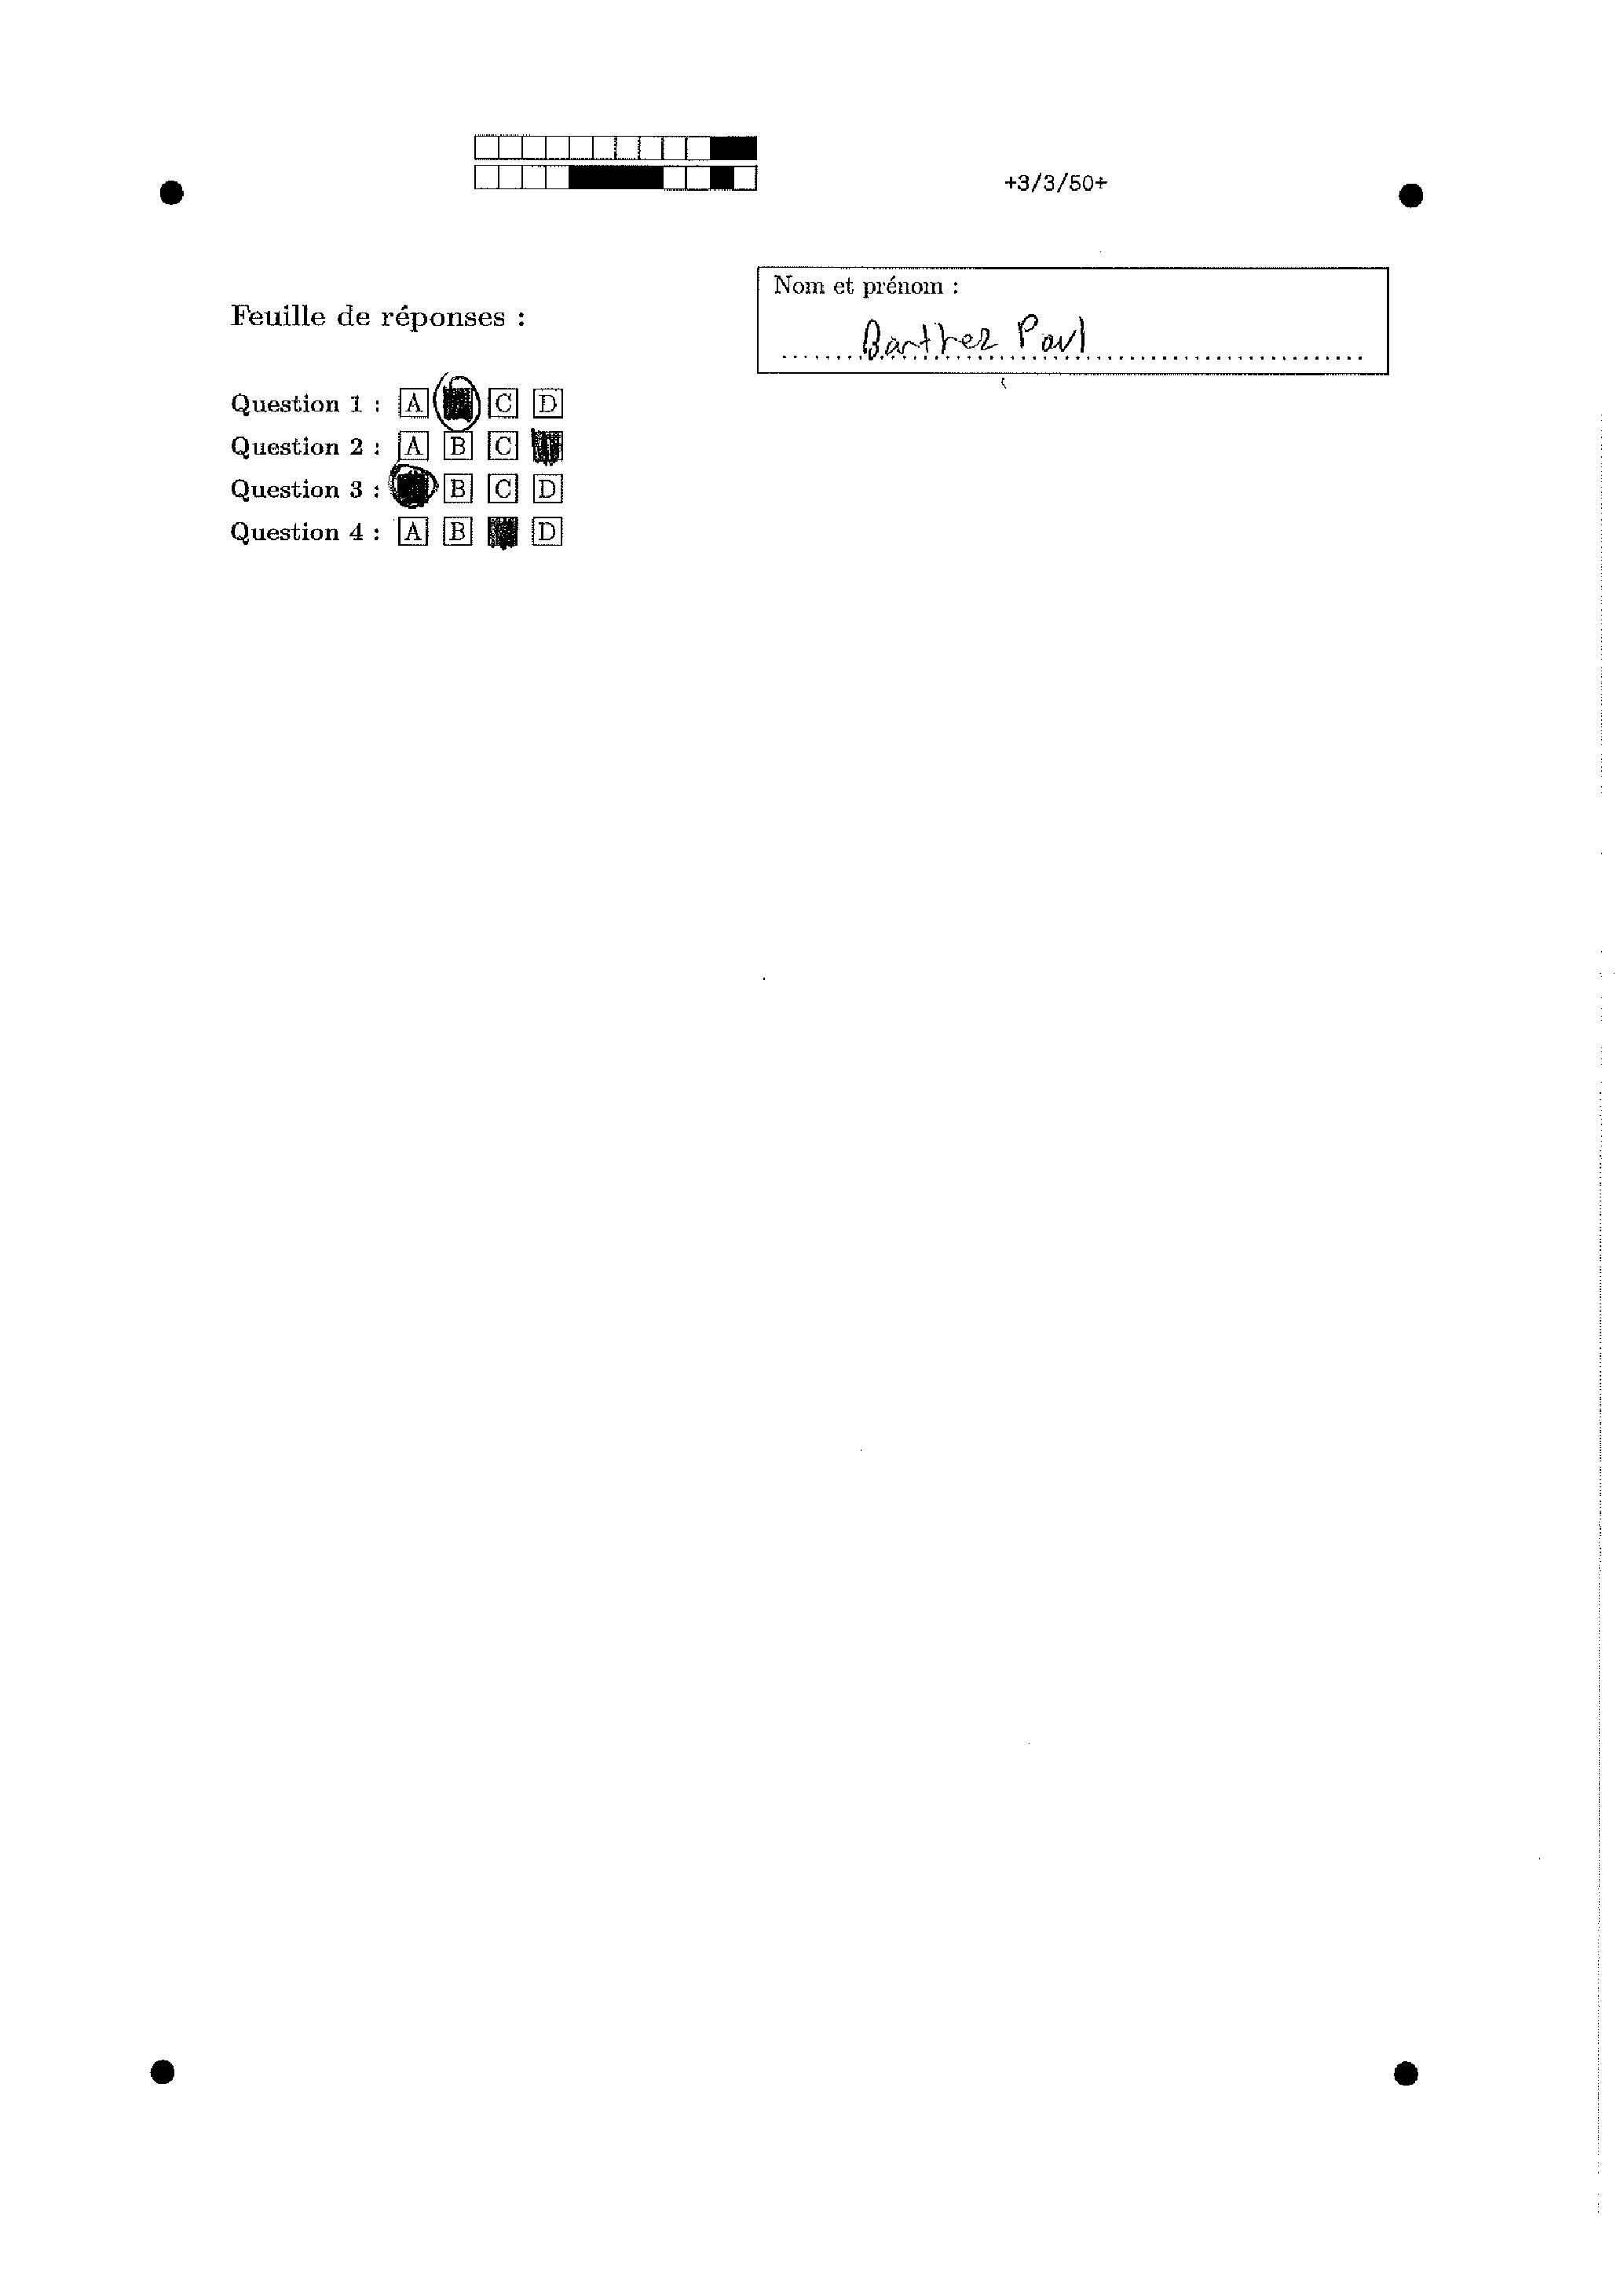 +3/3/50+
Nom et prénom :
Barthez Paul
Feuille de réponses :
Question 1 : A C D
Question 2 : A B C
Question 3 : B C D
Question 4 : A B D